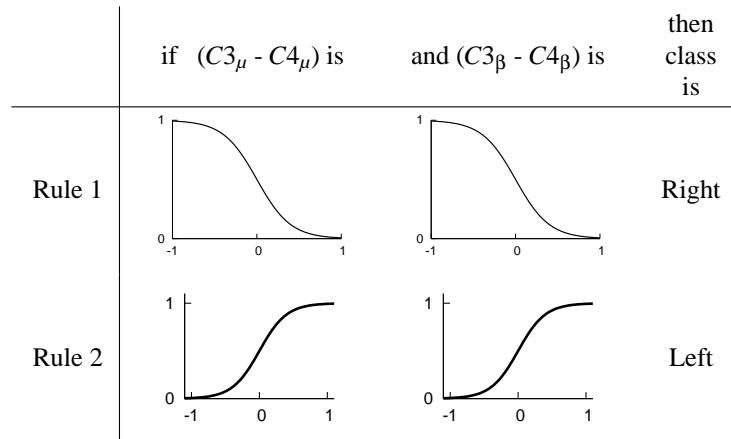 if (C3μ - C4μ) is and (C3β - C4β) is then class is
1
0
-1 0 1
1
0
-1 0 1
Rule 1 Right
1
0
-1 0 1
1
0
-1 0 1
Rule 2 Left